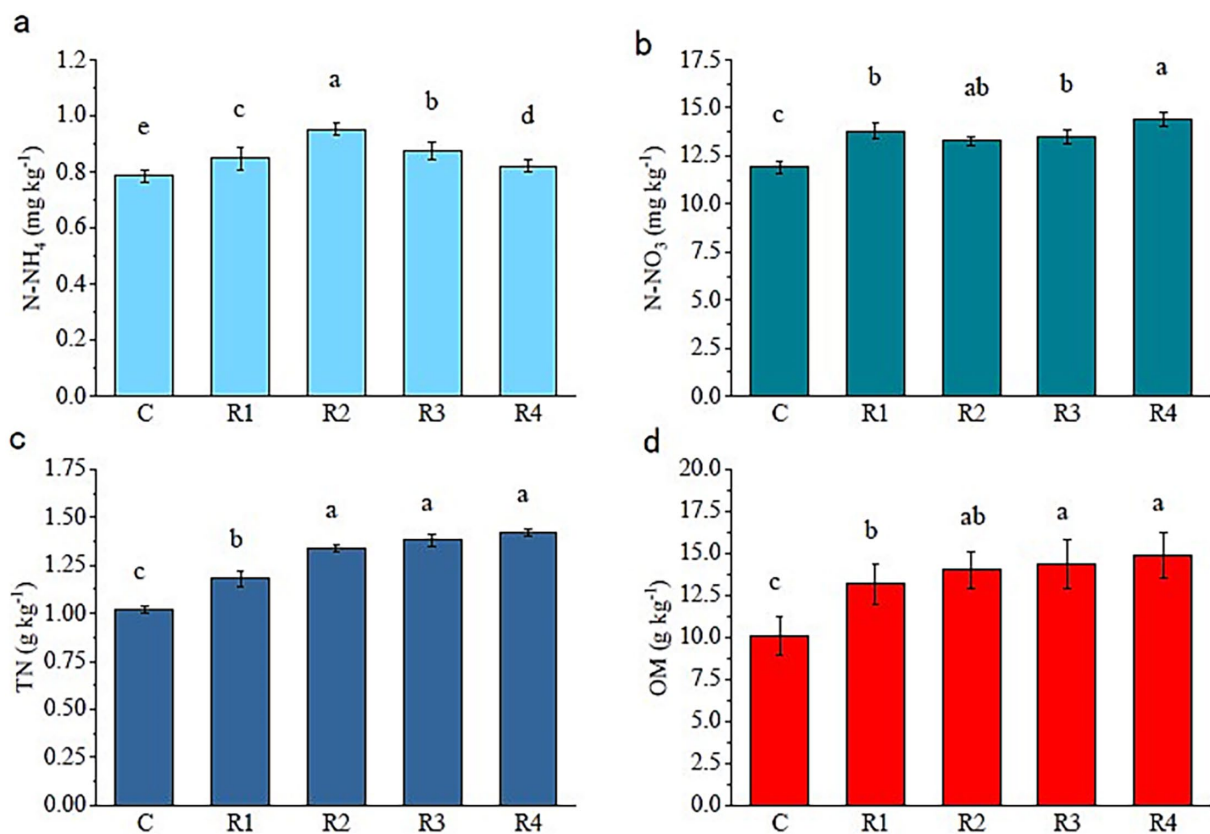 a
1.2
1.0
0.8
0.6
0.4
0.2
0.0
N-NH₄ (mg kg⁻¹)
e
c
a
b
d
C R1 R2 R3 R4
b
17.5
15.0
12.5
10.0
7.5
5.0
2.5
0.0
N-NO₃ (mg kg⁻¹)
c
b
ab
b
a
C R1 R2 R3 R4
c
1.75
1.50
1.25
1.00
0.75
0.50
0.25
0.00
TN (g kg⁻¹)
c
b
a
a
a
C R1 R2 R3 R4
d
20.0
17.5
15.0
12.5
10.0
7.5
5.0
2.5
0.0
OM (g kg⁻¹)
c
b
ab
a
a
C R1 R2 R3 R4